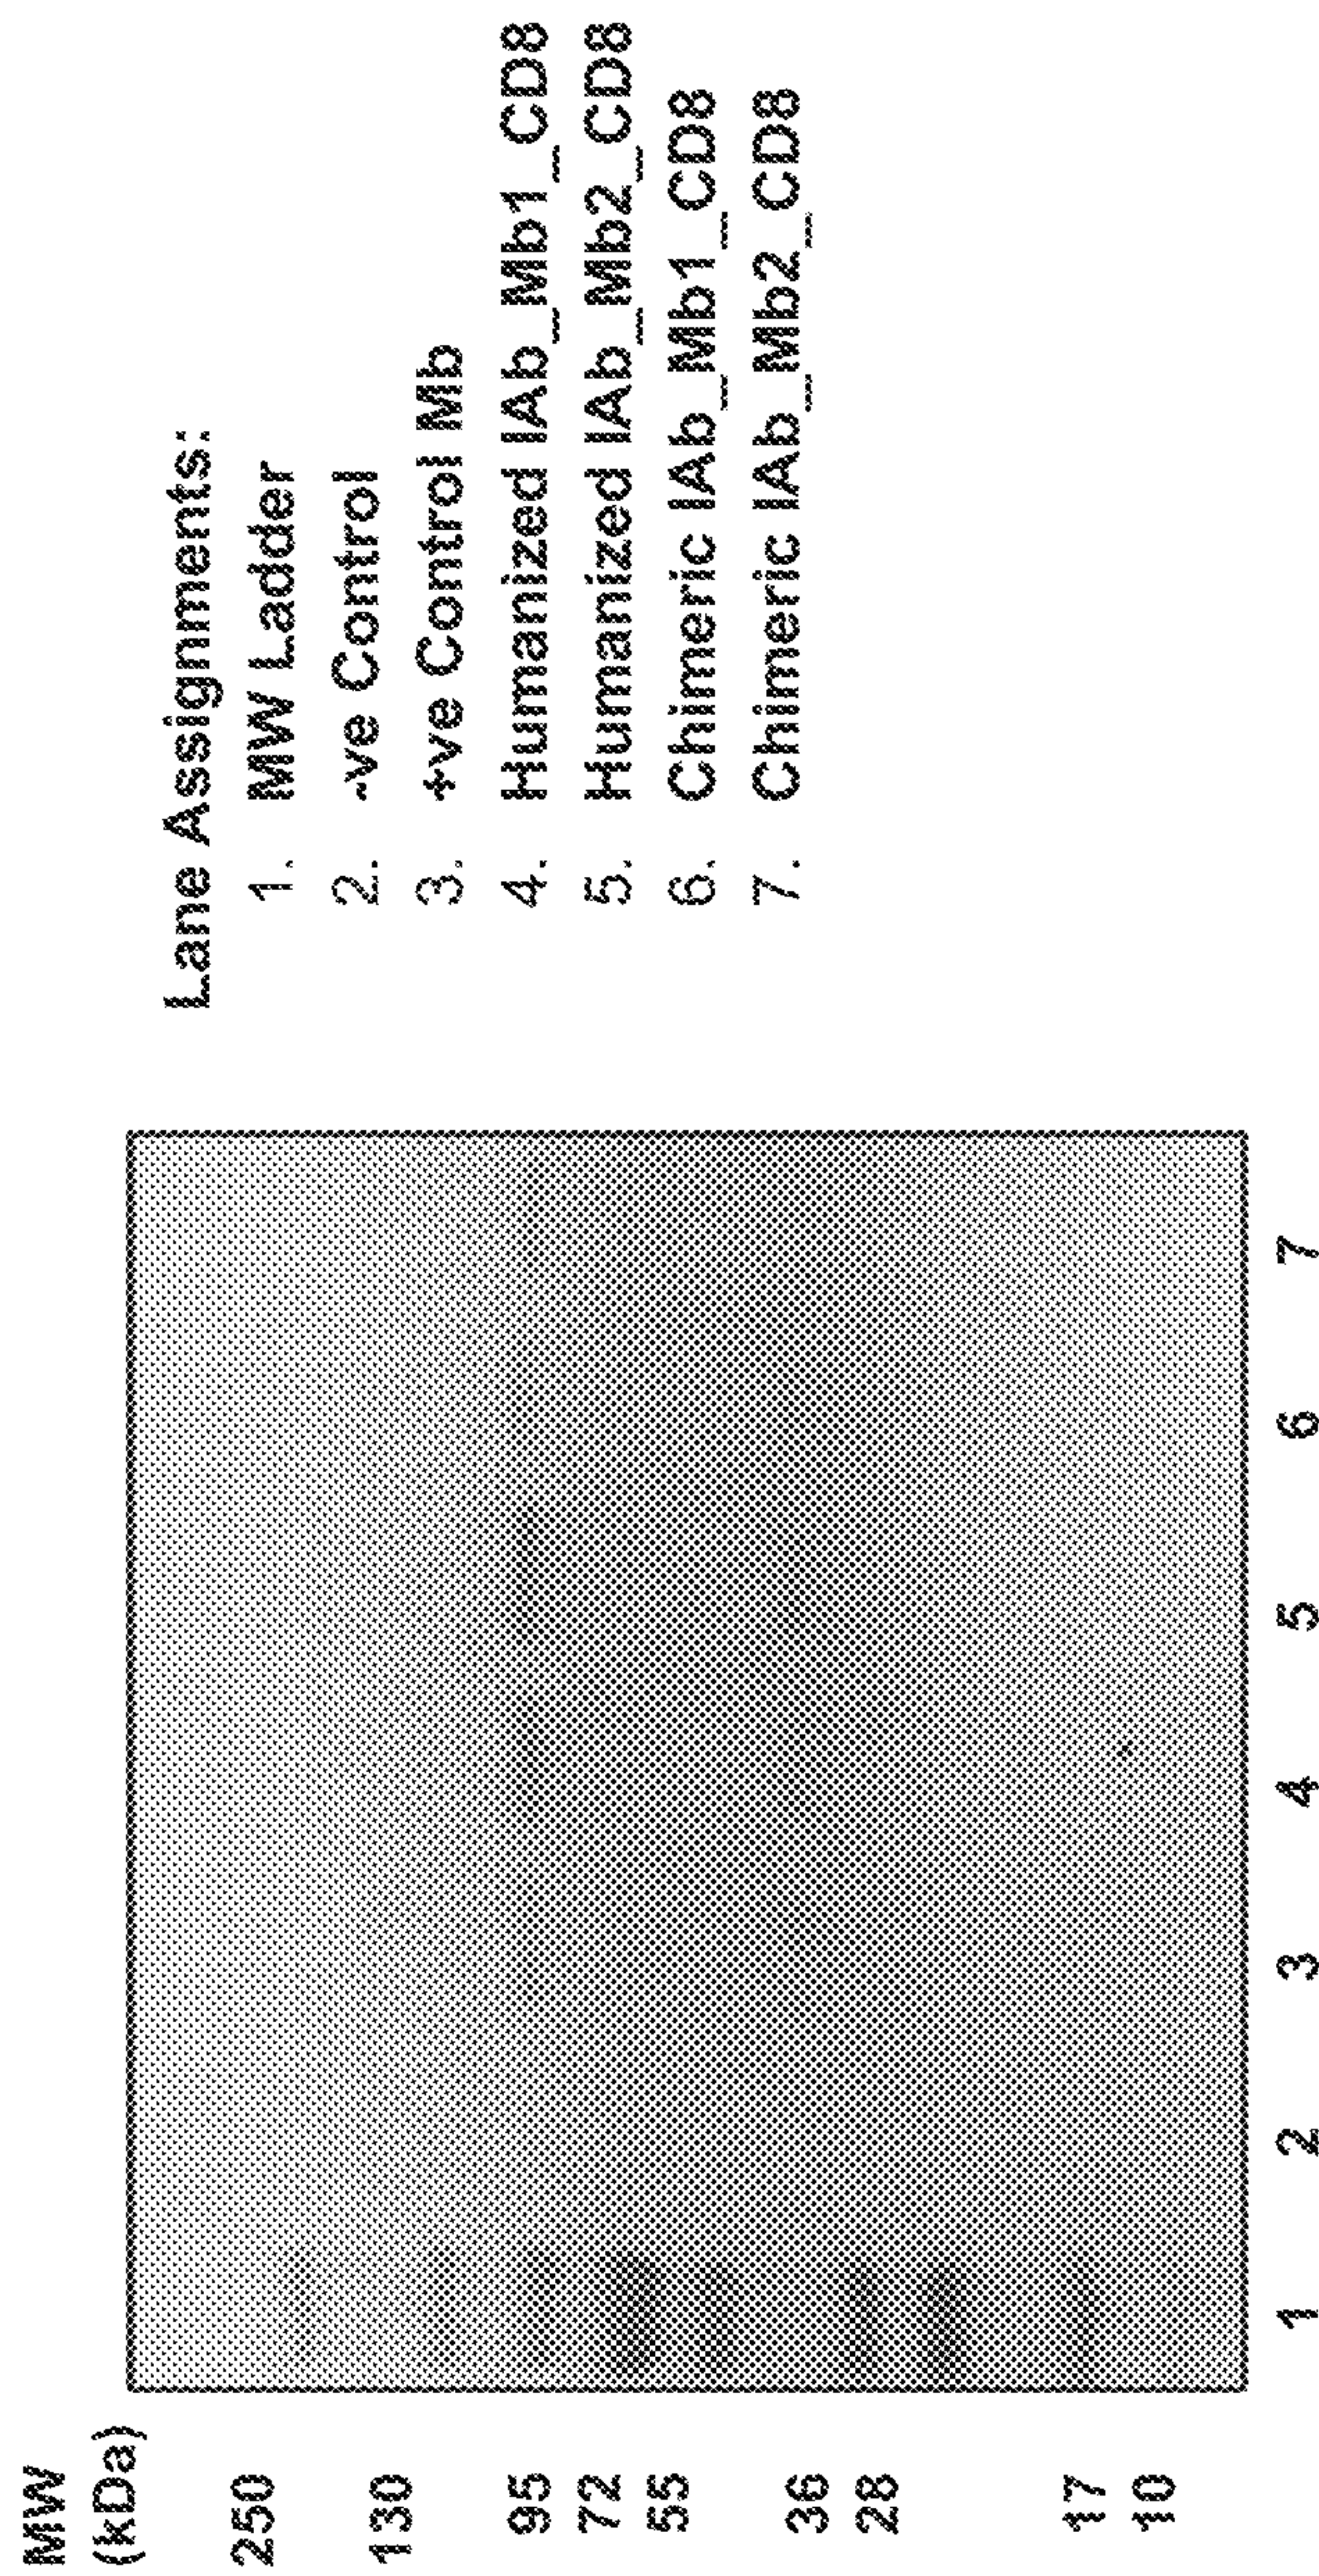 MW
(kDa)
250
130
95
72
55
36
28
17
10
1 2 3 4 5 6 7
Lane Assignments:
1. MW Ladder
2. -ve Control
3. +ve Control Mb
4. Humanized IAb_Mb1_CD8
5. Humanized IAb_Mb2_CD8
6. Chimeric IAb_Mb1_CD8
7. Chimeric IAb_Mb2_CD8